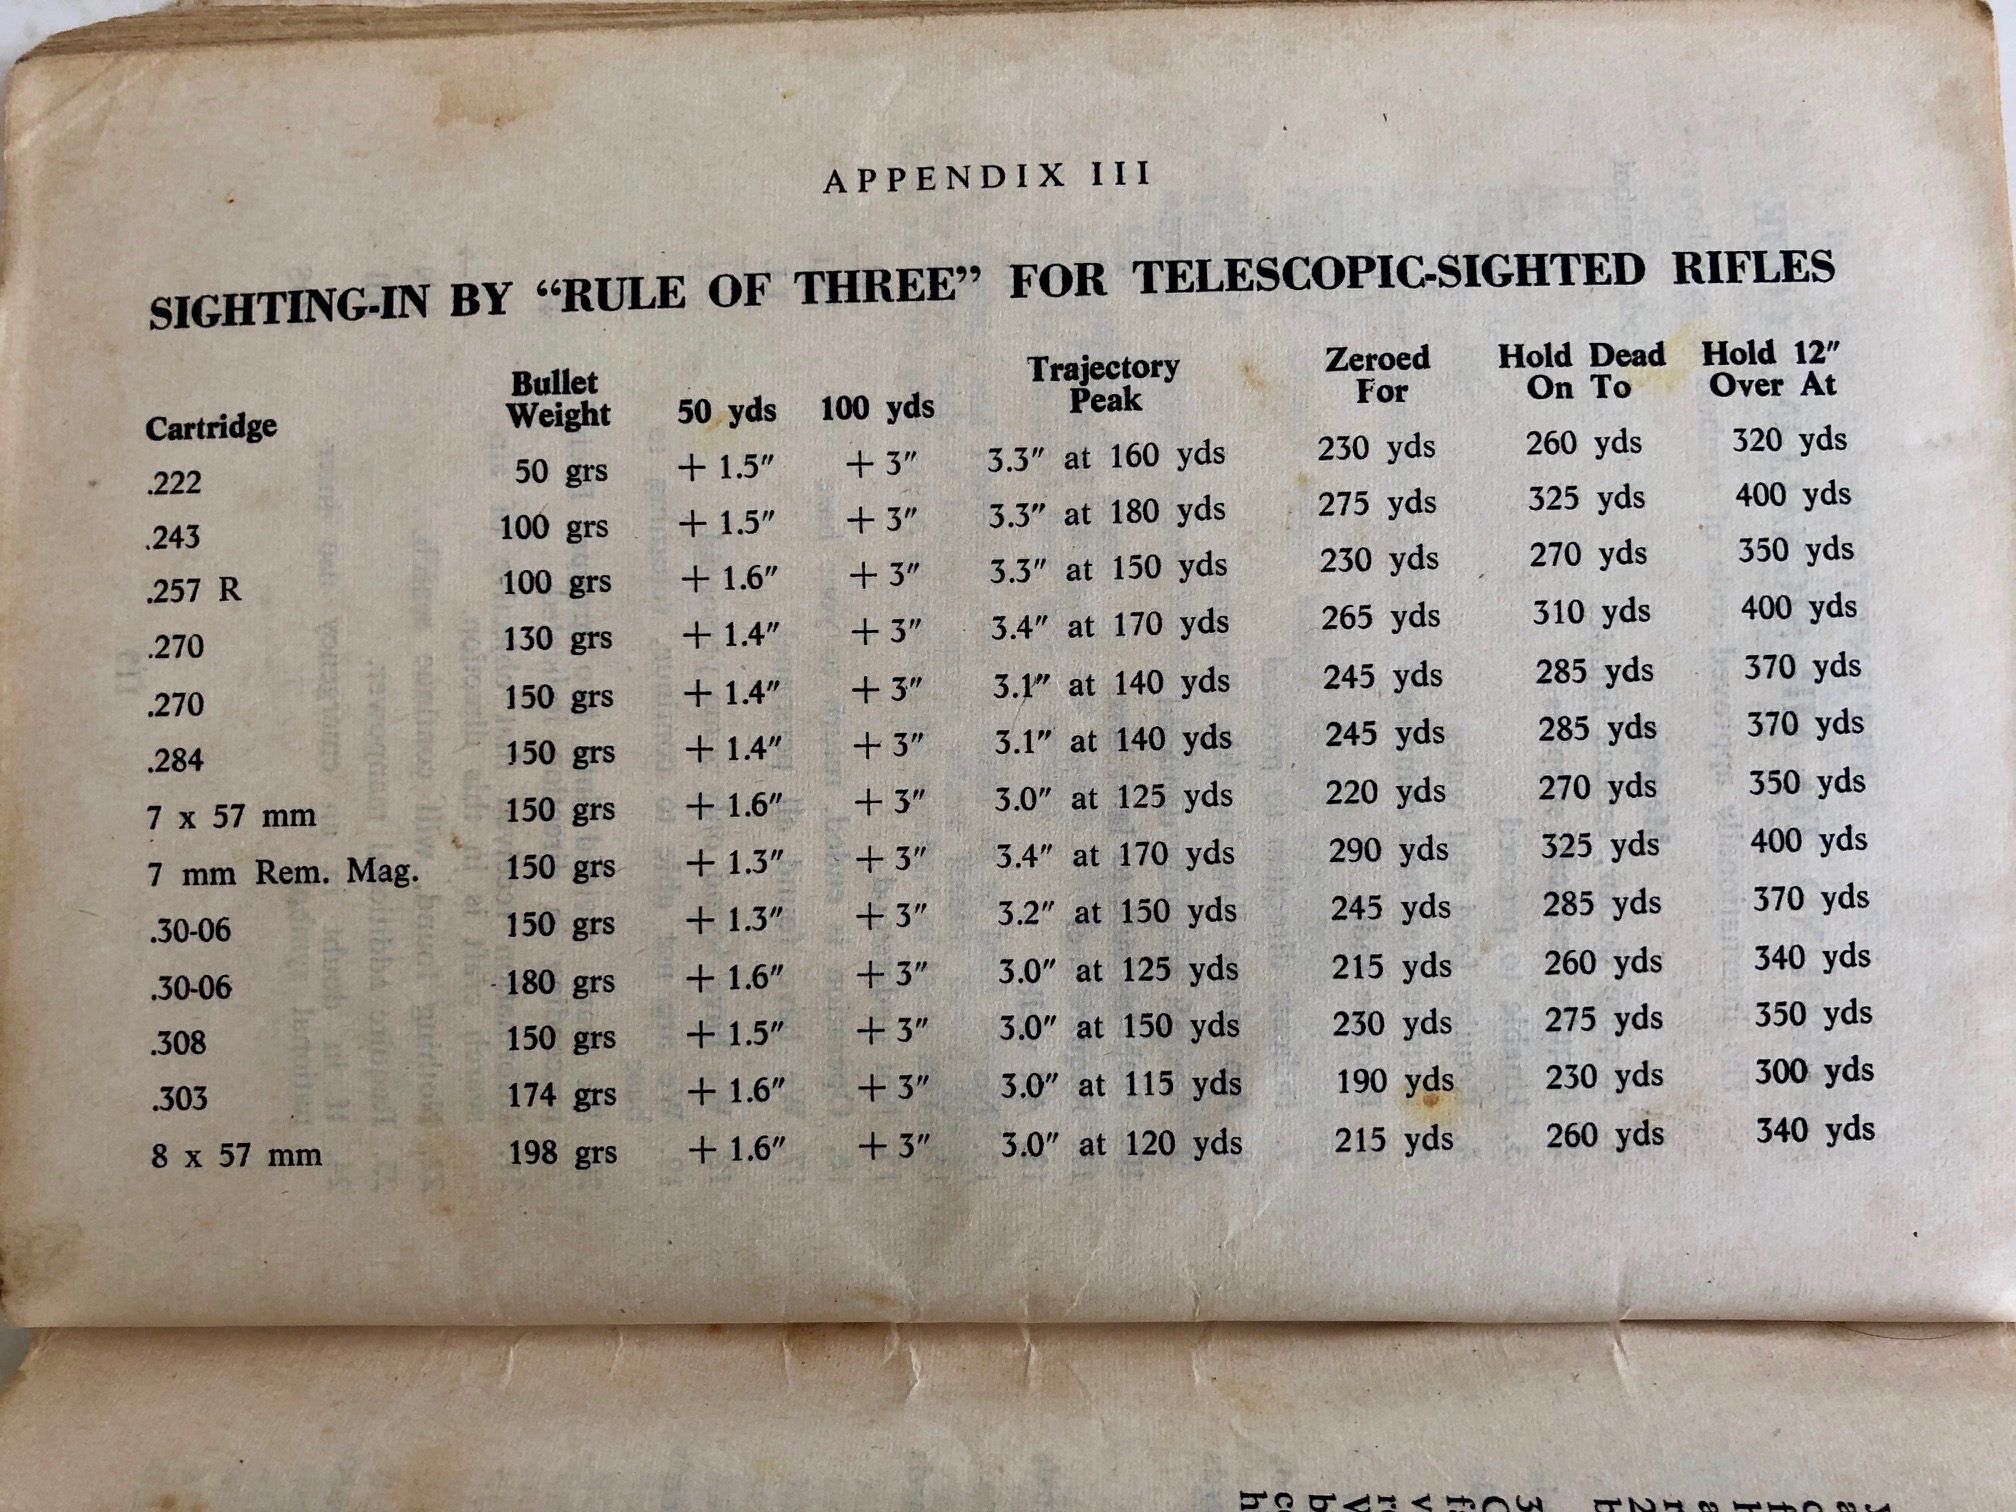 APPENDIX III
SIGHTING-IN BY “RULE OF THREE” FOR TELESCOPIC-SIGHTED RIFLES
Cartridge Bullet Weight 50 yds 100 yds Trajectory Peak Zeroed For Hold Dead On To Hold 12″ Over At
.222 50 grs + 1.5″ + 3″ 3.3″ at 160 yds 230 yds 260 yds 320 yds
.243 100 grs + 1.5″ + 3″ 3.3″ at 180 yds 275 yds 325 yds 400 yds
.257 R 100 grs + 1.6″ + 3″ 3.3″ at 150 yds 230 yds 270 yds 350 yds
.270 130 grs + 1.4″ + 3″ 3.4″ at 170 yds 265 yds 310 yds 400 yds
.270 150 grs + 1.4″ + 3″ 3.1″ at 140 yds 245 yds 285 yds 370 yds
.284 150 grs + 1.4″ + 3″ 3.1″ at 140 yds 245 yds 285 yds 370 yds
7 x 57 mm 150 grs + 1.6″ + 3″ 3.0″ at 125 yds 220 yds 270 yds 350 yds
7 mm Rem. Mag. 150 grs + 1.3″ + 3″ 3.4″ at 170 yds 290 yds 325 yds 400 yds
.30-06 150 grs + 1.3″ + 3″ 3.2″ at 150 yds 245 yds 285 yds 370 yds
.30-06 180 grs + 1.6″ + 3″ 3.0″ at 125 yds 215 yds 260 yds 340 yds
.308 150 grs + 1.5″ + 3″ 3.0″ at 150 yds 230 yds 275 yds 350 yds
.303 174 grs + 1.6″ + 3″ 3.0″ at 115 yds 190 yds 230 yds 300 yds
8 x 57 mm 198 grs + 1.6″ + 3″ 3.0″ at 120 yds 215 yds 260 yds 340 yds